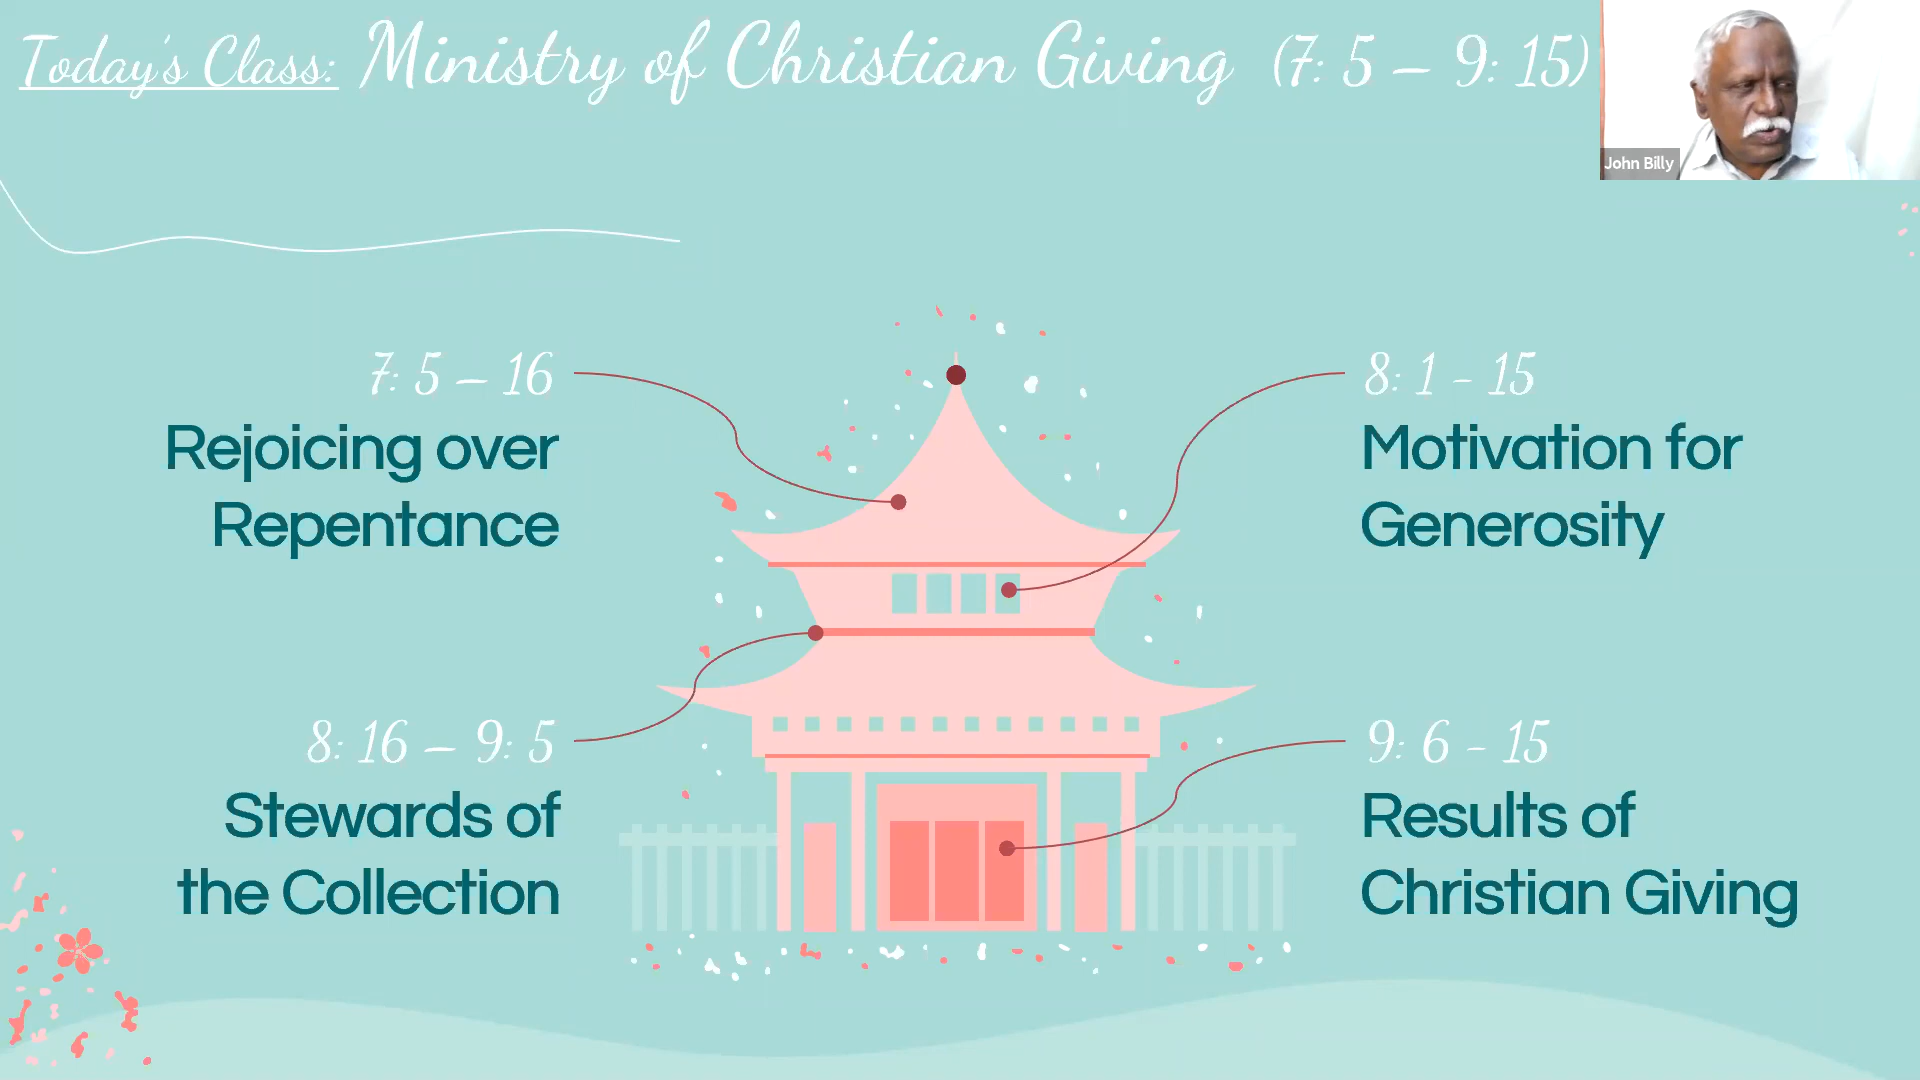 Today's Class: Ministry of Christian Giving (7: 5 – 9: 15)
John Billy
7: 5 – 16
Rejoicing over
Repentance
8: 1 - 15
Motivation for
Generosity
8: 16 – 9: 5
Stewards of
the Collection
9: 6 - 15
Results of
Christian Giving